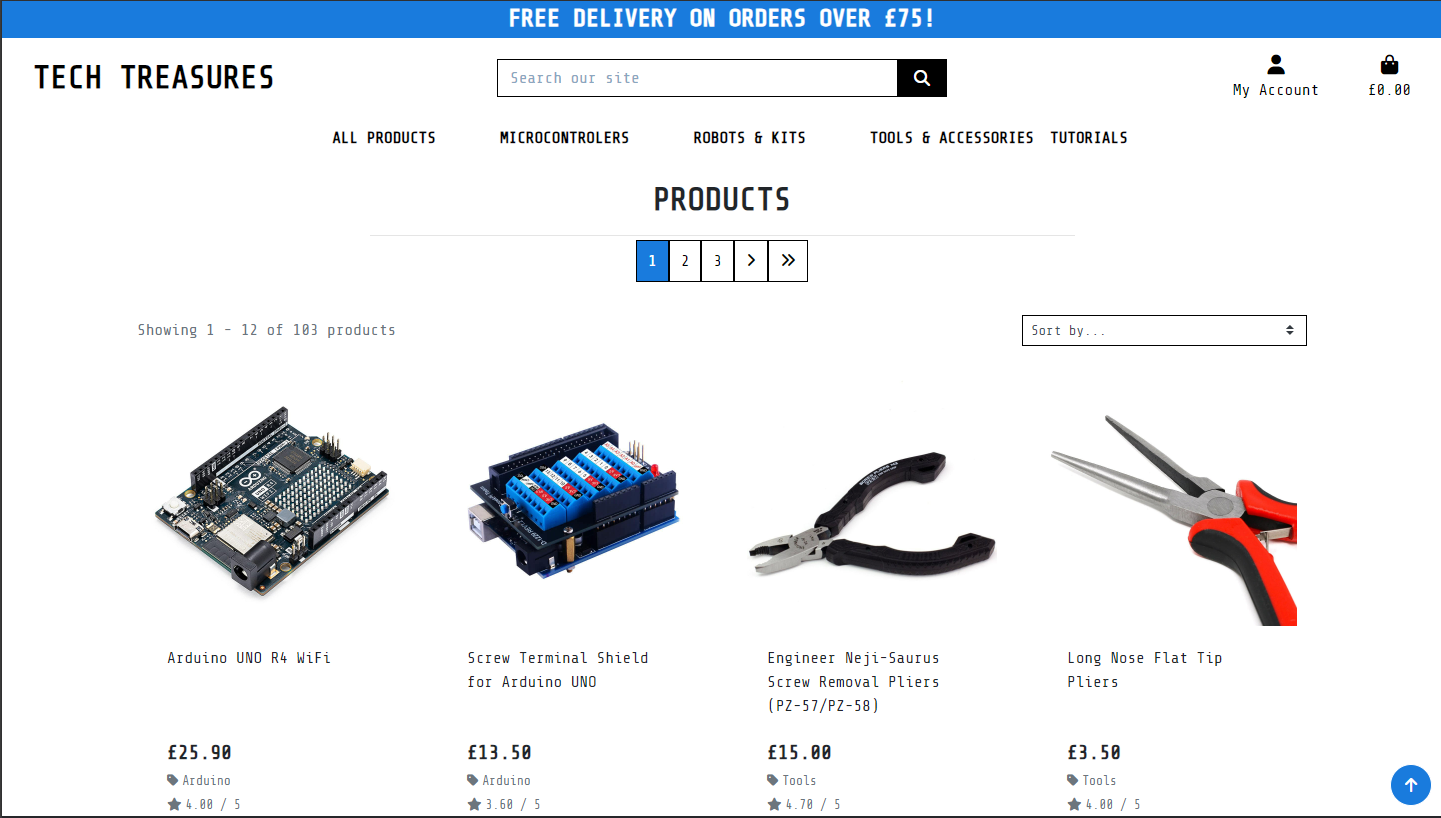 FREE DELIVERY ON ORDERS OVER £75!
TECH TREASURES
Search our site
My Account
£0.00
ALL PRODUCTS MICROCONTROLERS ROBOTS & KITS TOOLS & ACCESSORIES TUTORIALS
PRODUCTS
1 2 3
Showing 1 - 12 of 103 products
Sort by...
Arduino UNO R4 WiFi
£25.90
Arduino
4.00 / 5
Screw Terminal Shield
for Arduino UNO
£13.50
Arduino
3.60 / 5
Engineer Neji-Saurus
Screw Removal Pliers
(PZ-57/PZ-58)
£15.00
Tools
4.70 / 5
Long Nose Flat Tip
Pliers
£3.50
Tools
4.00 / 5